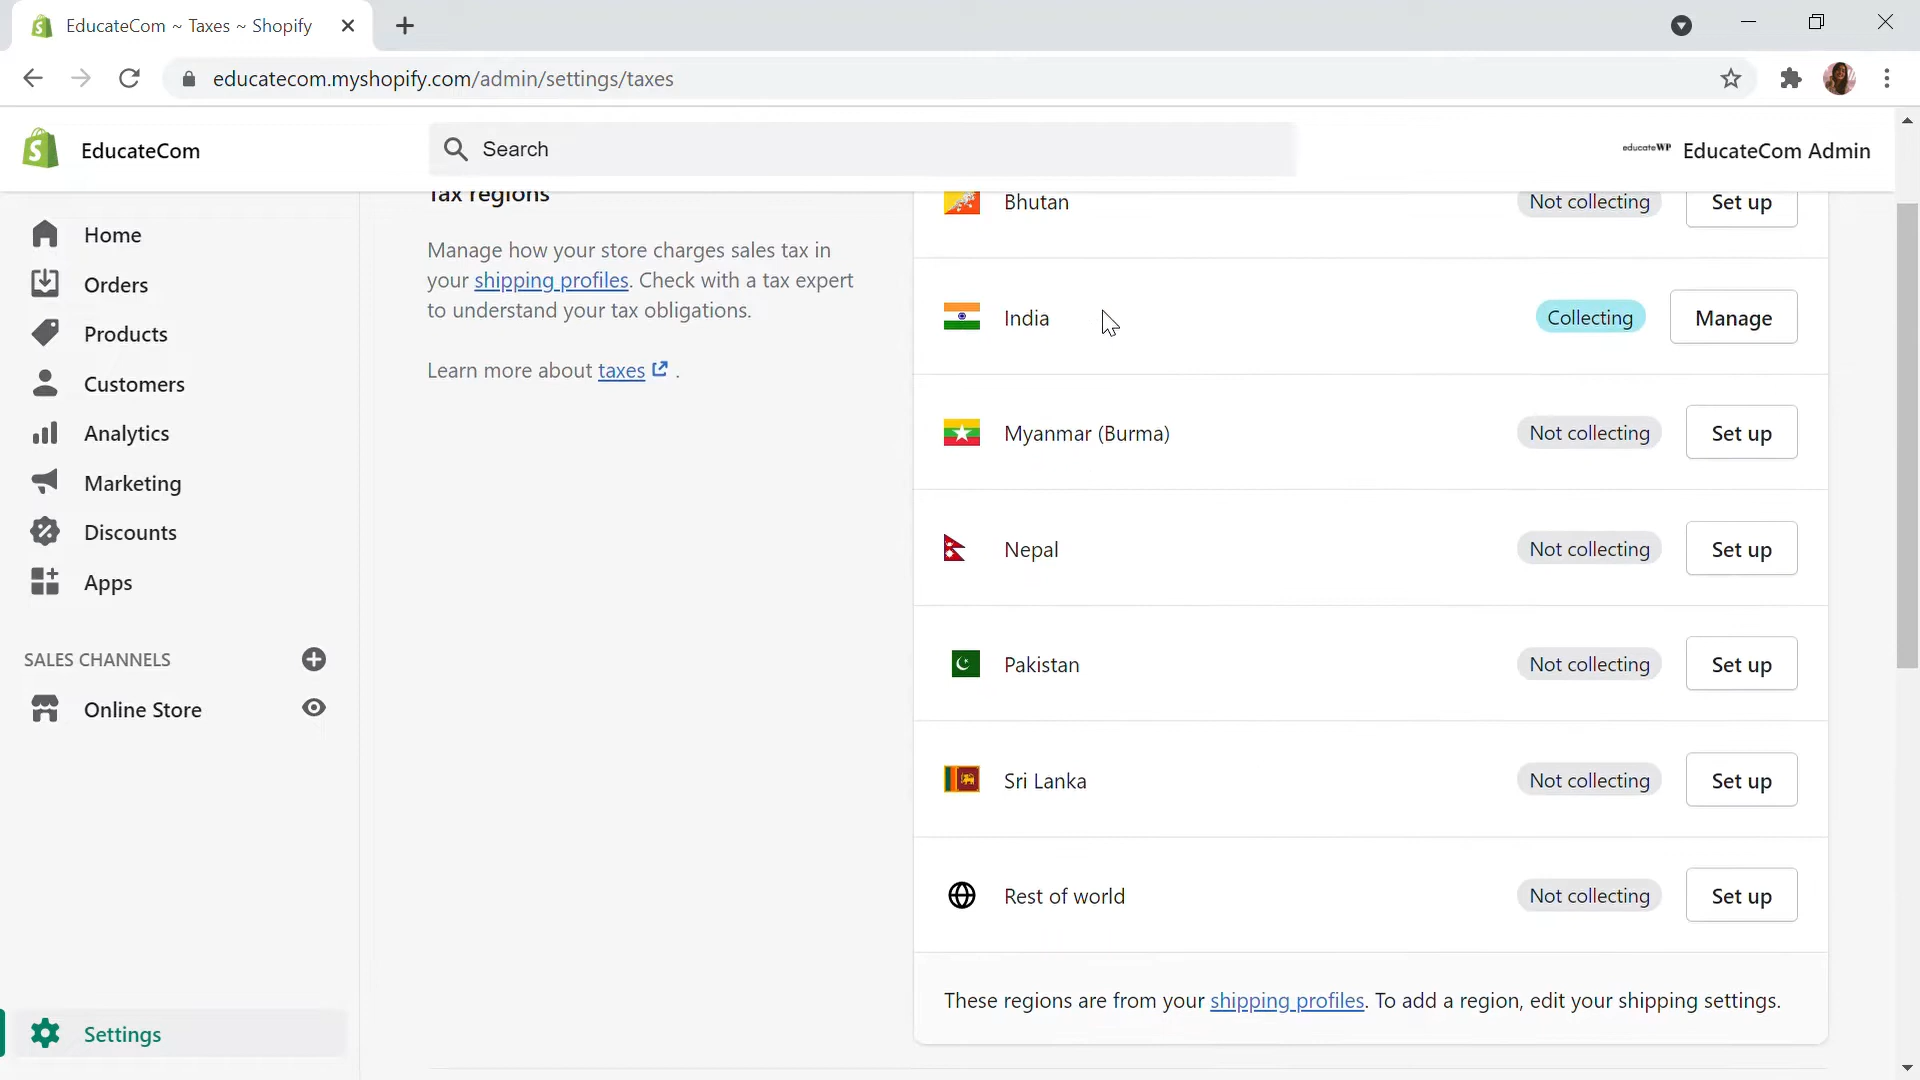 EducateCom ~ Taxes ~ Shopify
educatecom.myshopify.com/admin/settings/taxes
EducateCom
Search
educateWP
EducateCom Admin
Home
Orders
Products
Customers
Analytics
Marketing
Discounts
Apps
SALES CHANNELS
Online Store
Settings
Tax regions
Manage how your store charges sales tax in
your shipping profiles. Check with a tax expert
to understand your tax obligations.
Learn more about taxes .
Bhutan Not collecting Set up
India Collecting Manage
Myanmar (Burma) Not collecting Set up
Nepal Not collecting Set up
Pakistan Not collecting Set up
Sri Lanka Not collecting Set up
Rest of world Not collecting Set up
These regions are from your shipping profiles. To add a region, edit your shipping settings.